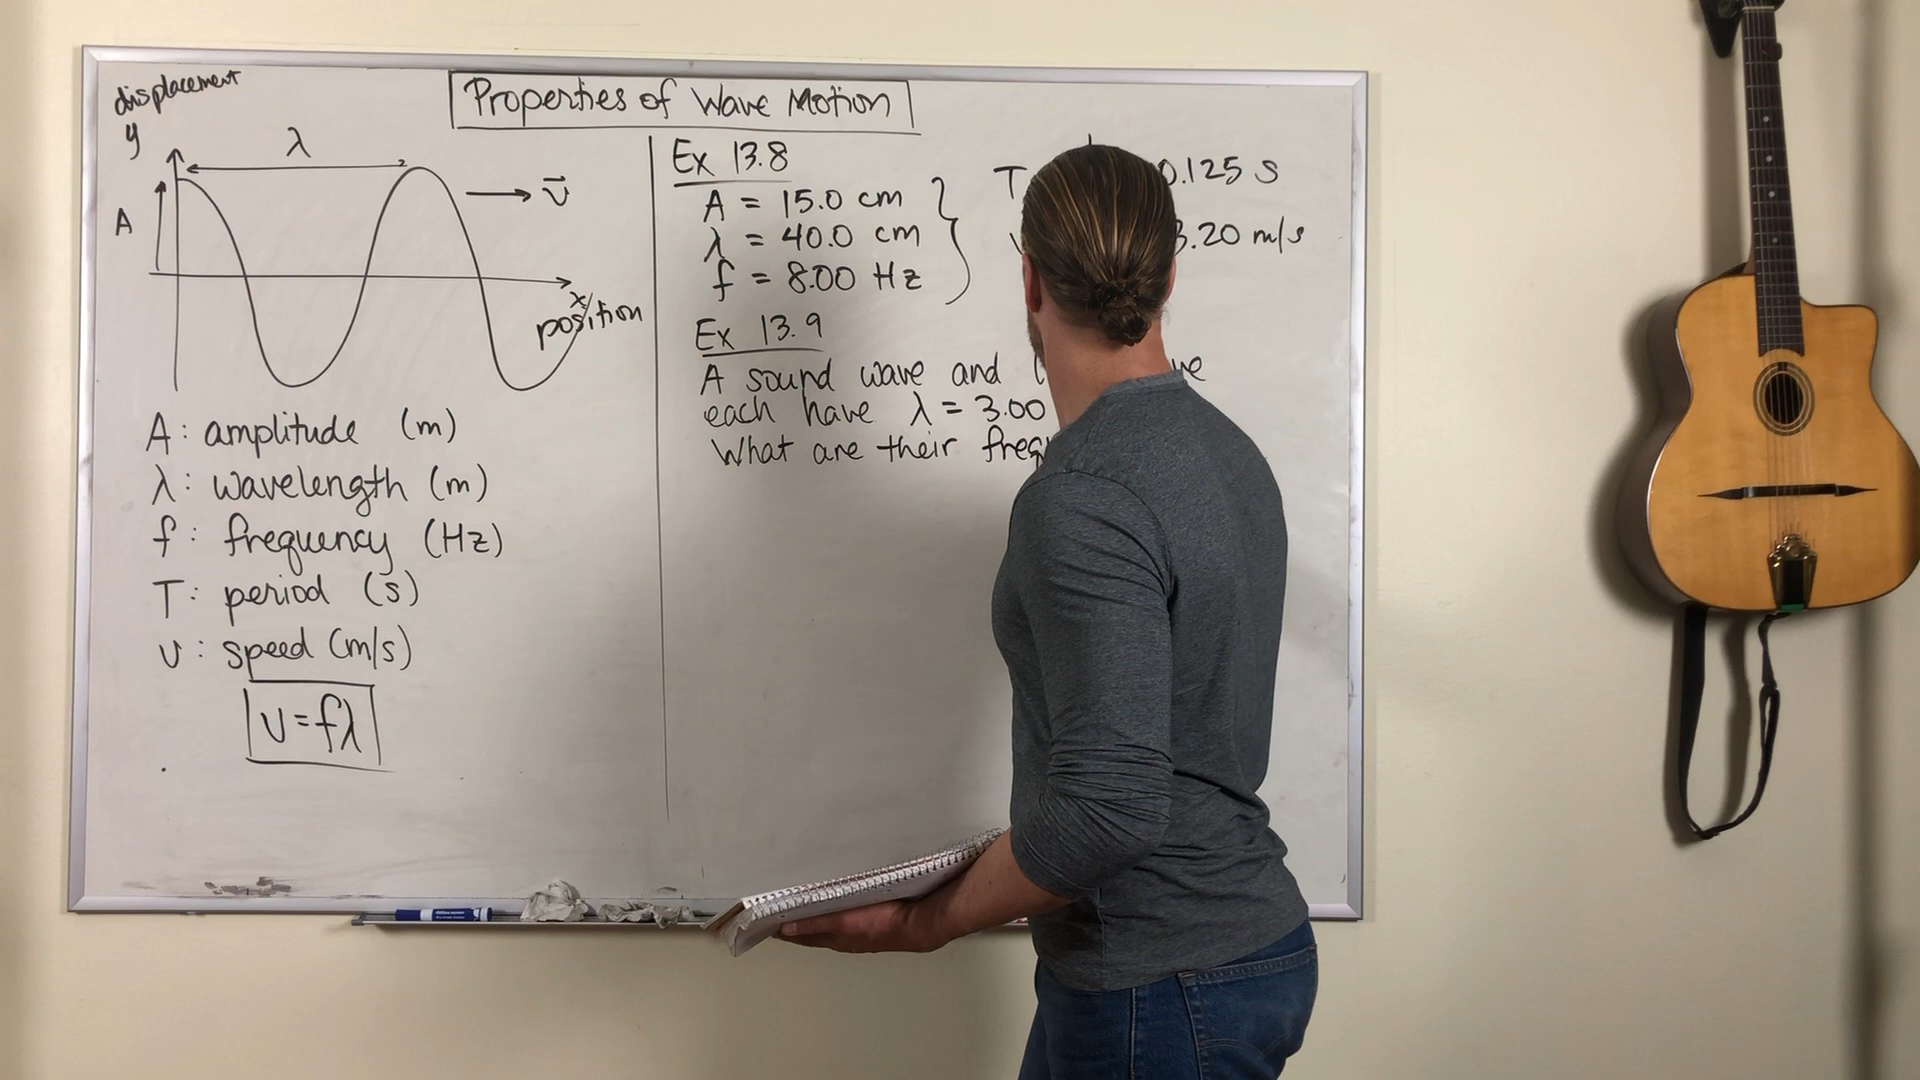 displacement
y
λ
A
v
x/
position
A: amplitude (m)
λ: wavelength (m)
f: frequency (Hz)
T: period (s)
v: speed (m/s)
v=fλ
Properties of Wave Motion
Ex 13.8
A = 15.0 cm
λ = 40.0 cm
f = 8.00 Hz
T 0.125 s
3.20 m/s
Ex 13.9
A sound wave and
each have λ = 3.00
What are their